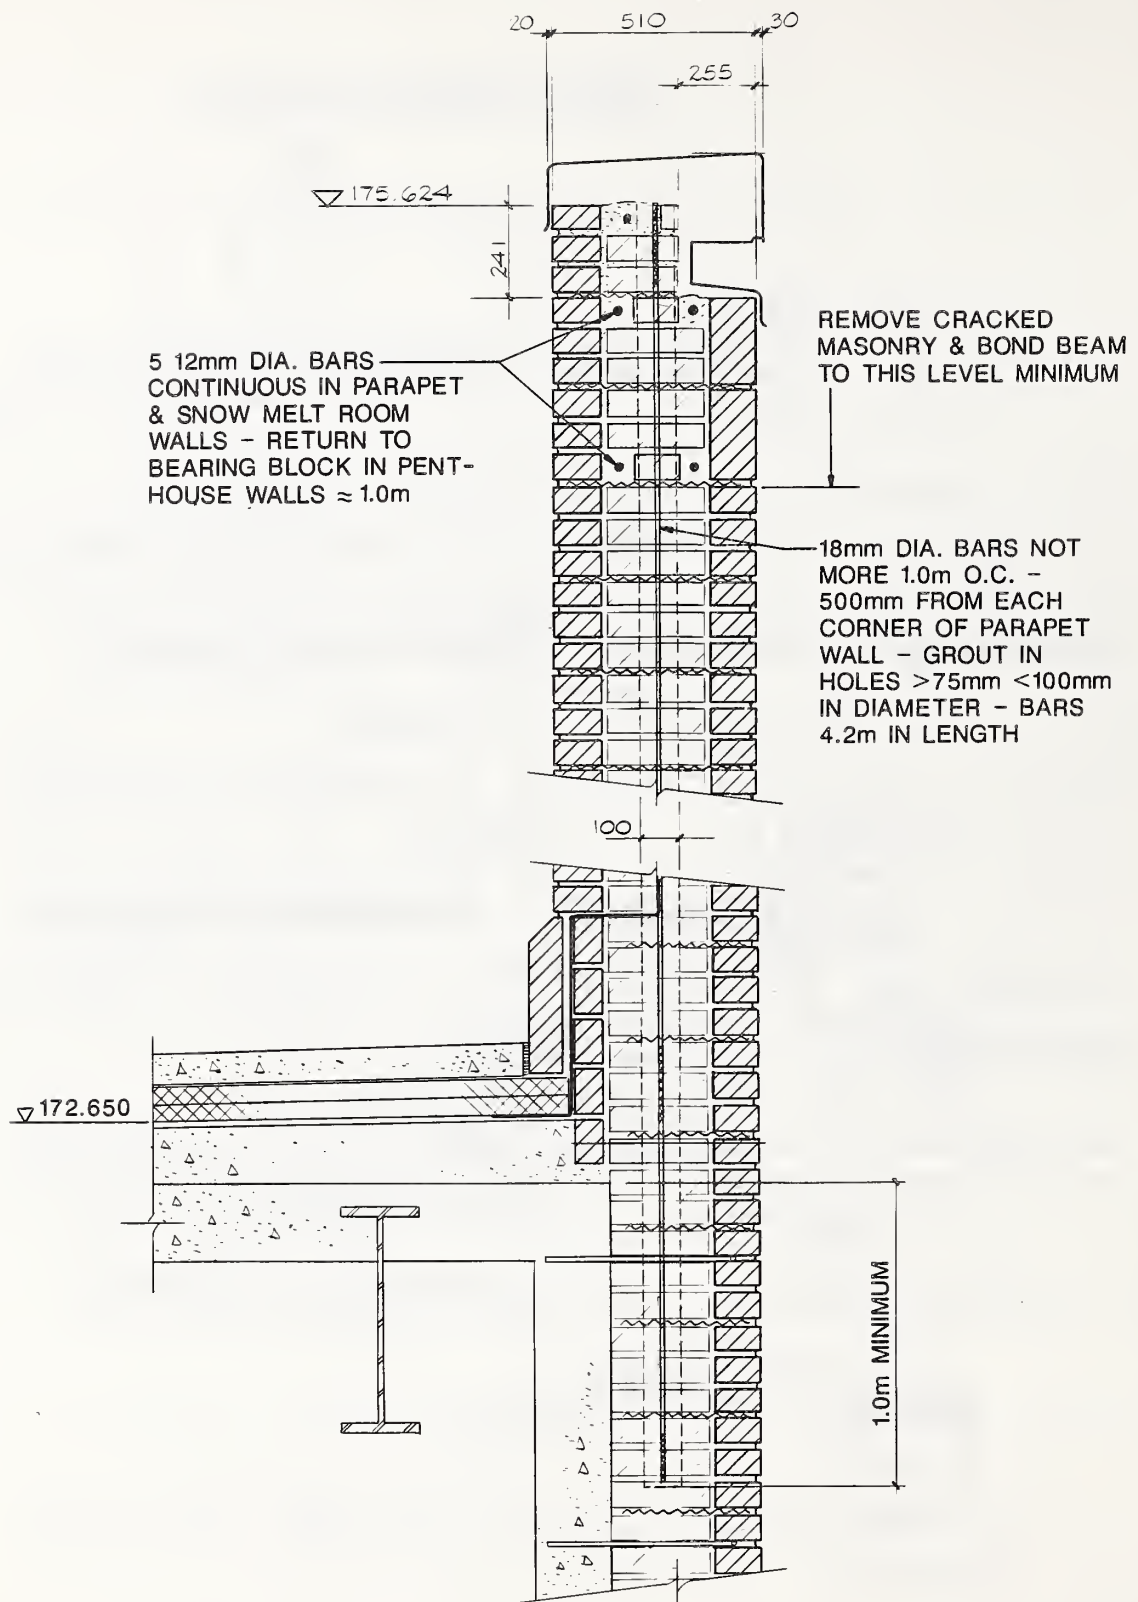 20 510 30
255
175.624
241
5 12mm DIA. BARS
CONTINUOUS IN PARAPET
& SNOW MELT ROOM
WALLS - RETURN TO
BEARING BLOCK IN PENT-
HOUSE WALLS ≈ 1.0m
REMOVE CRACKED
MASONRY & BOND BEAM
TO THIS LEVEL MINIMUM
18mm DIA. BARS NOT
MORE 1.0m O.C. -
500mm FROM EACH
CORNER OF PARAPET
WALL - GROUT IN
HOLES >75mm <100mm
IN DIAMETER - BARS
4.2m IN LENGTH
100
172.650
1.0m MINIMUM